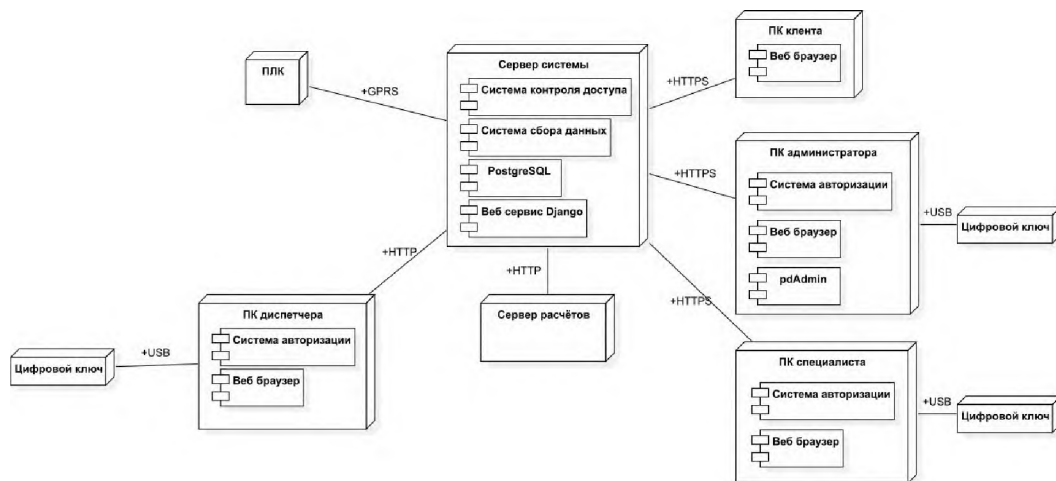 ПЛК
+GPRS
Сервер системы
Система контроля доступа
Система сбора данных
PostgreSQL
Веб сервис Django
ПК клента
Веб браузер
+HTTPS
ПК администратора
Система авторизации
Веб браузер
pdAdmin
+HTTPS
+USB
Цифровой ключ
+HTTP
+HTTP
+HTTPS
Сервер расчётов
ПК диспетчера
Система авторизации
Веб браузер
+USB
Цифровой ключ
ПК специалиста
Система авторизации
Веб браузер
+USB
Цифровой ключ